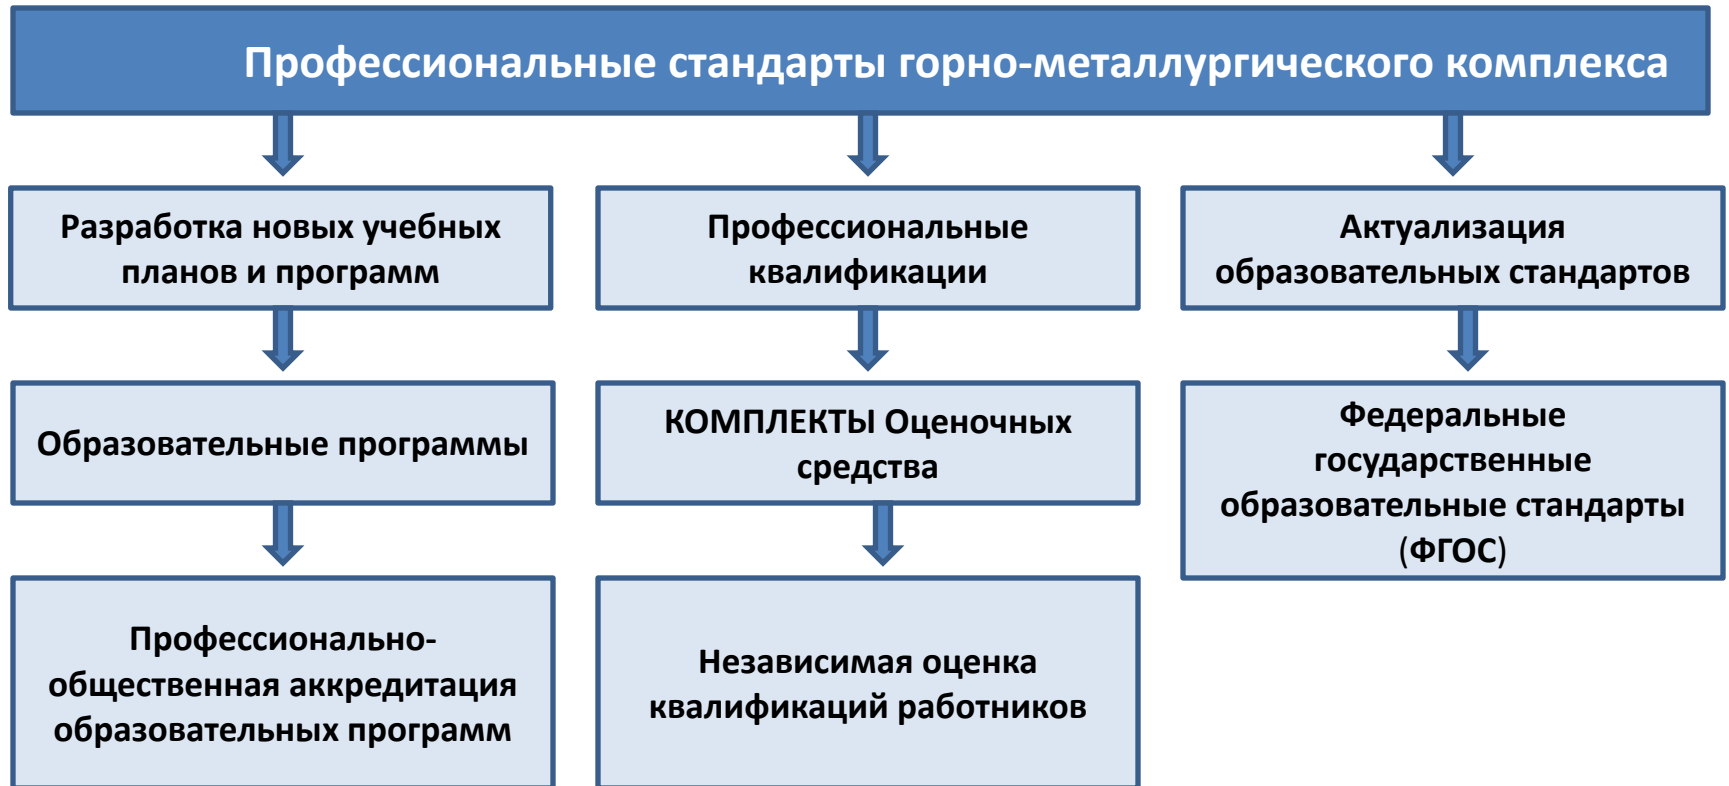 Профессиональные стандарты горно-металлургического комплекса
Разработка новых учебных
планов и программ
Профессиональные
квалификации
Актуализация
образовательных стандартов
Образовательные программы
КОМПЛЕКТЫ Оценочных
средства
Федеральные
государственные
образовательные стандарты
(ФГОС)
Профессионально-
общественная аккредитация
образовательных программ
Независимая оценка
квалификаций работников